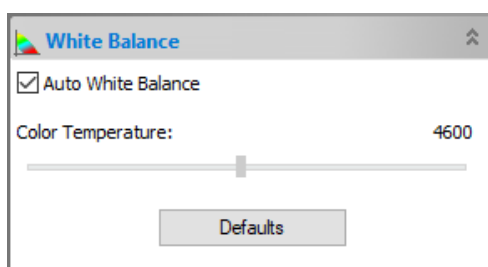 White Balance
Auto White Balance
Color Temperature: 4600
Defaults